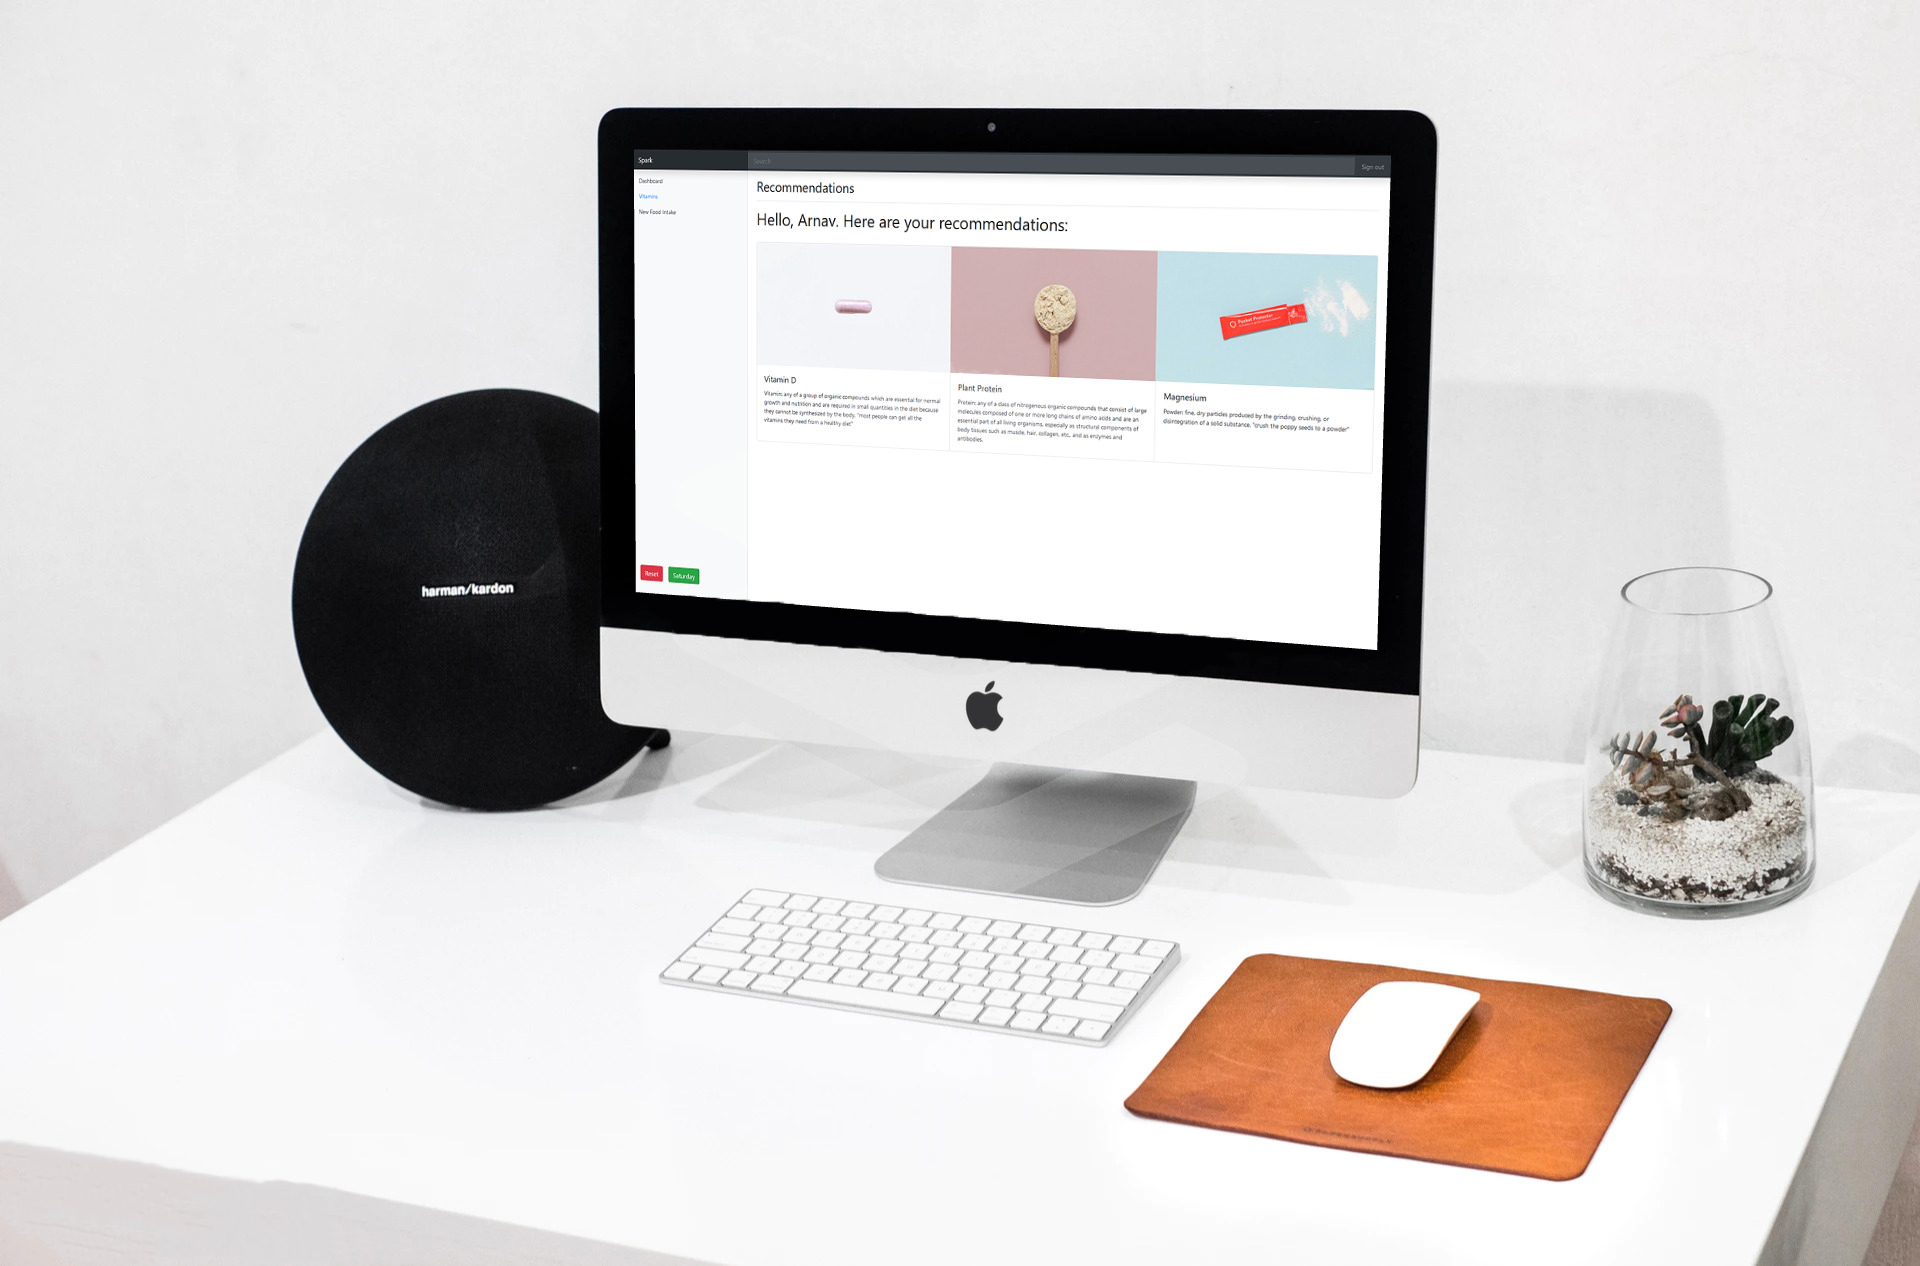 Spark
Search
Sign out
Dashboard
Vitamins
New Food Intake
Recommendations
Hello, Arnav. Here are your recommendations:
Pocket Protector
Vitamin D
Vitamin: any of a group of organic compounds which are essential for normal
growth and nutrition and are required in small quantities in the diet because
they cannot be synthesized by the body. "most people can get all the
vitamins they need from a healthy diet"
Plant Protein
Protein: any of a class of nitrogenous organic compounds that consist of large
molecules composed of one or more long chains of amino acids and are an
essential part of all living organisms, especially as structural components of
body tissues such as muscle, hair, collagen, etc., and as enzymes and
antibodies.
Magnesium
Powder: fine, dry particles produced by the grinding, crushing, or
disintegration of a solid substance. "crush the poppy seeds to a powder"
Reset
Saturday
harman/kardon